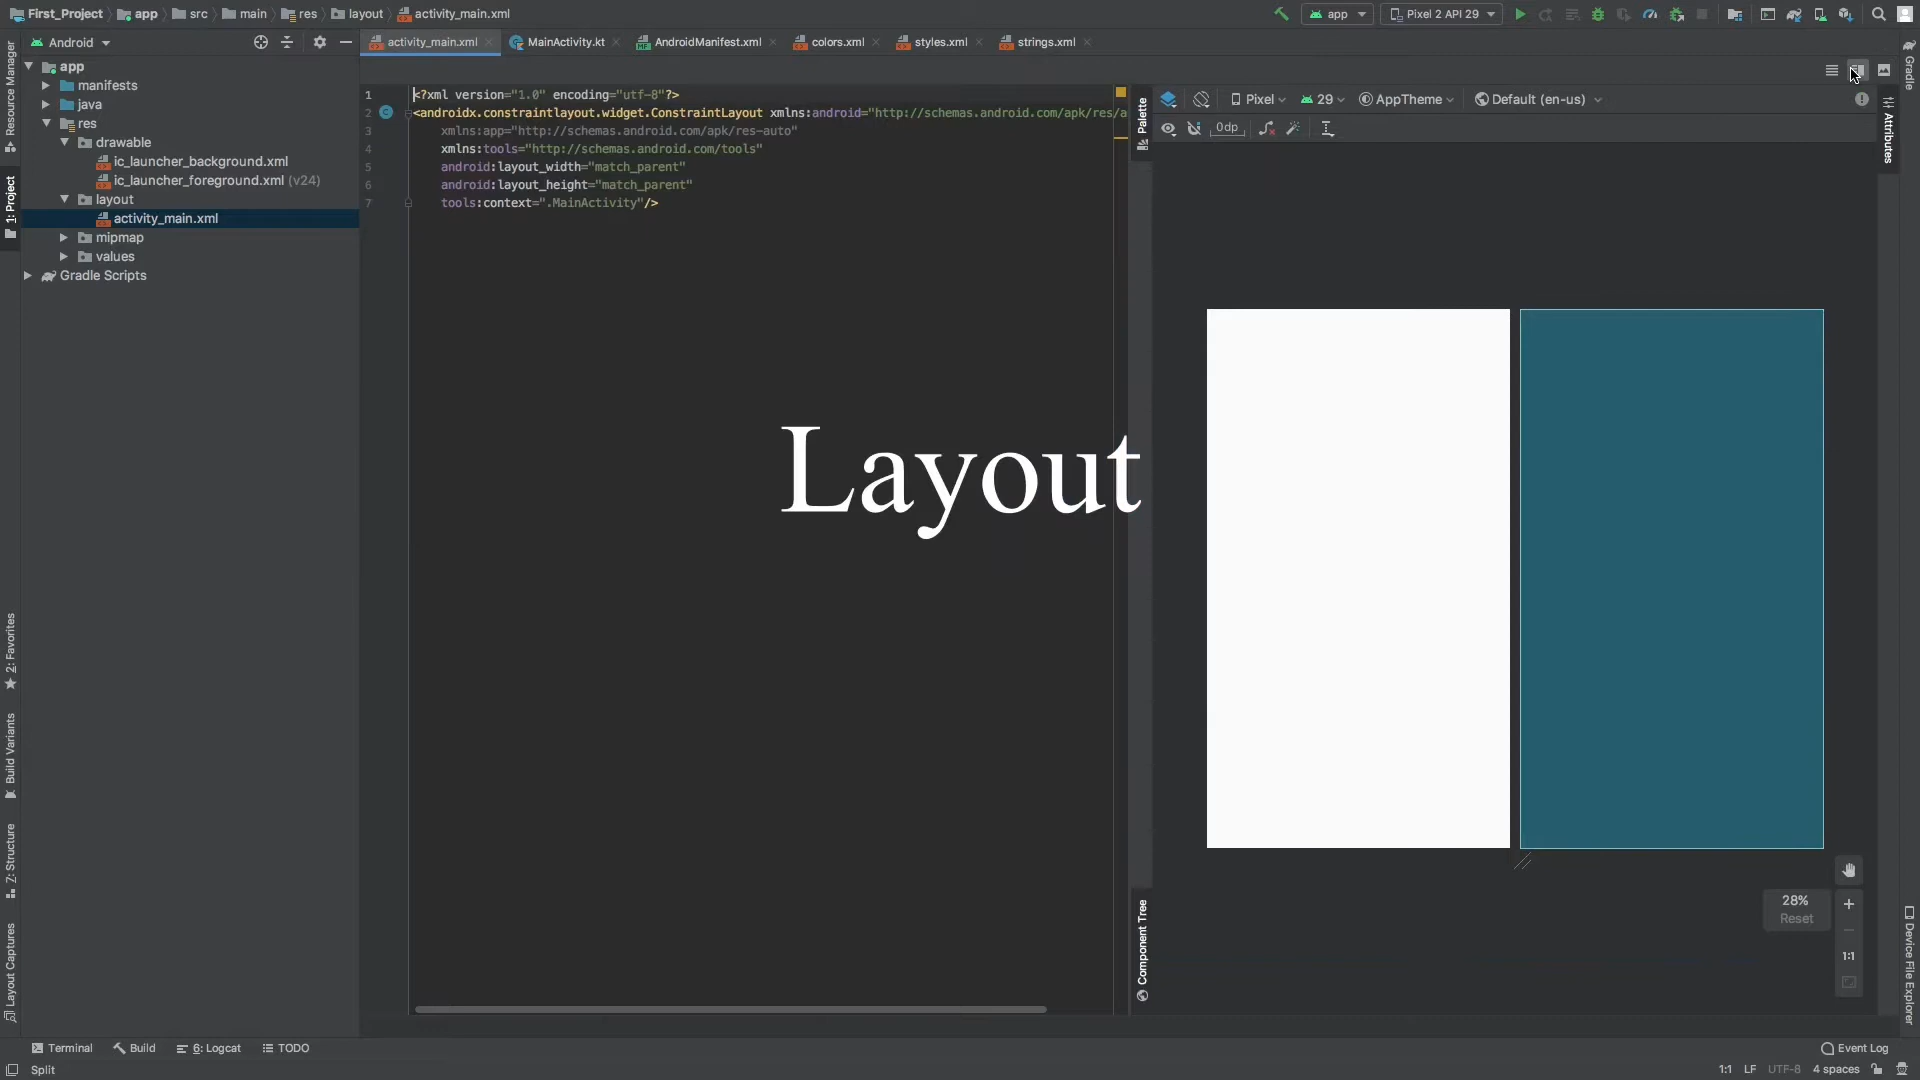 First_Project app src main res layout activity_main.xml
app Pixel 2 API 29
Android
activity_main.xml MainActivity.kt AndroidManifest.xml colors.xml styles.xml strings.xml
Resource Manager
1: Project
2: Favorites
Build Variants
7: Structure
Layout Captures
app
manifests
java
res
drawable
ic_launcher_background.xml
ic_launcher_foreground.xml (v24)
layout
activity_main.xml
mipmap
values
Gradle Scripts
1 <?xml version="1.0" encoding="utf-8"?>
2 <androidx.constraintlayout.widget.ConstraintLayout xmlns:android="http://schemas.android.com/apk/res/a
3 xmlns:app="http://schemas.android.com/apk/res-auto"
4 xmlns:tools="http://schemas.android.com/tools"
5 android:layout_width="match_parent"
6 android:layout_height="match_parent"
7 tools:context=".MainActivity"/>
Layout
Palette
Component Tree
Pixel 29 AppTheme Default (en-us)
0dp
Attributes
Gradle
Device File Explorer
28%
Reset
1:1
Terminal Build 6: Logcat TODO
Event Log
Split
1:1 LF UTF-8 4 spaces